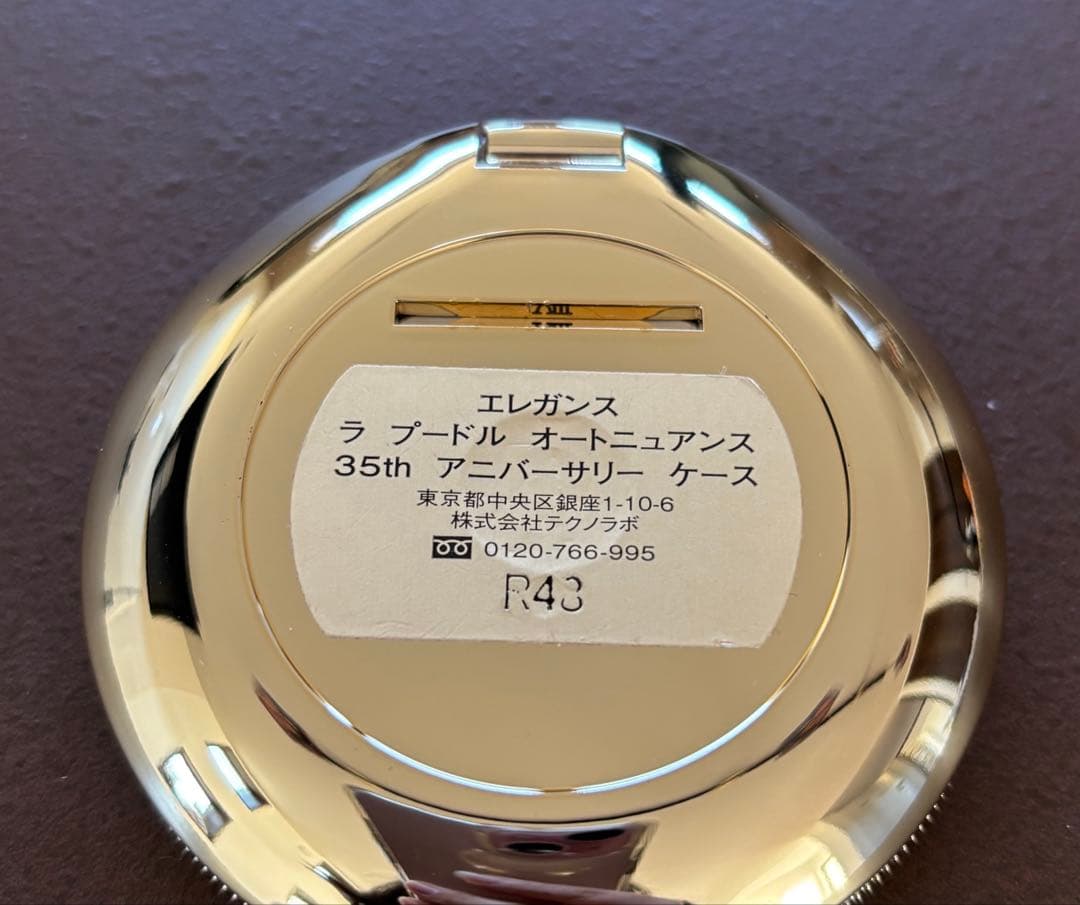 エレガンス
ラ プードル オートニュアンス
35th アニバーサリー ケース
東京都中央区銀座1-10-6
株式会社テクノラボ
0120-766-995
R43